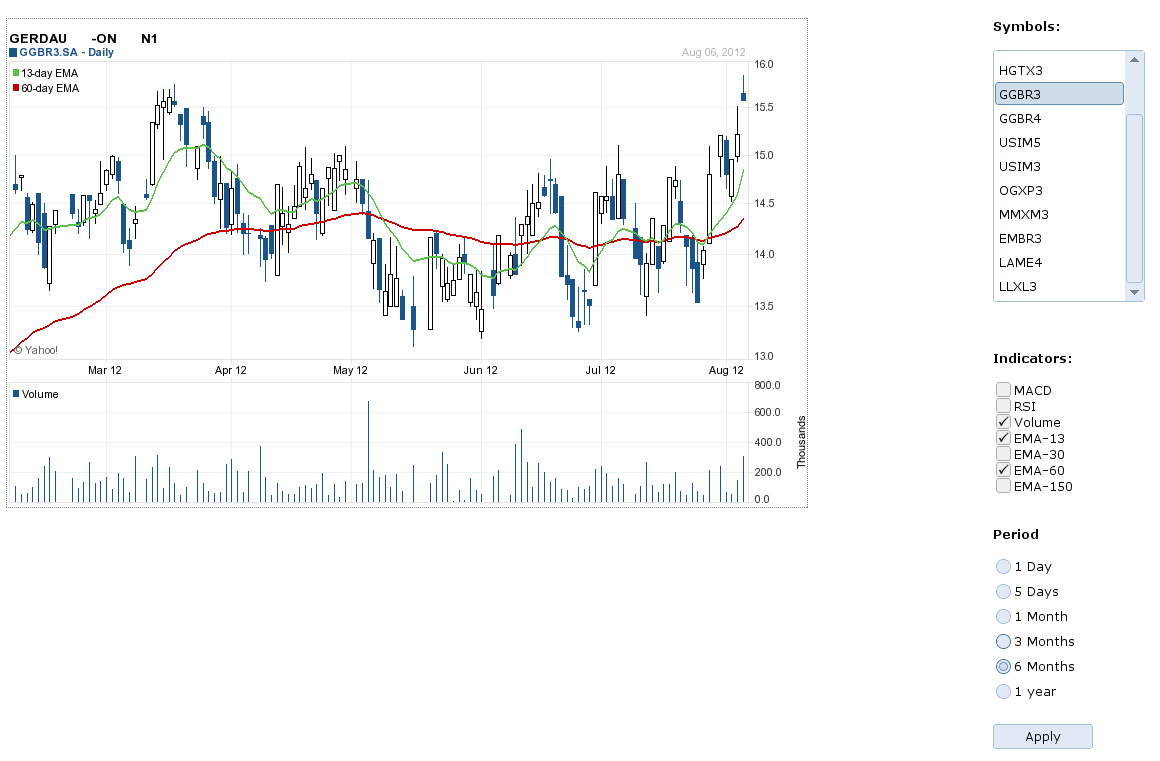 GERDAU -ON N1
GGBR3.SA - Daily
Aug 06, 2012
13-day EMA
60-day EMA
16.0
15.5
15.0
14.5
14.0
13.5
13.0
© Yahoo!
Mar 12 Apr 12 May 12 Jun 12 Jul 12 Aug 12
Volume
800.0
600.0
400.0
200.0
0.0
Thousands
Symbols:
HGTX3
GGBR3
GGBR4
USIM5
USIM3
OGXP3
MMXM3
EMBR3
LAME4
LLXL3
Indicators:
MACD
RSI
Volume
EMA-13
EMA-30
EMA-60
EMA-150
Period
1 Day
5 Days
1 Month
3 Months
6 Months
1 year
Apply